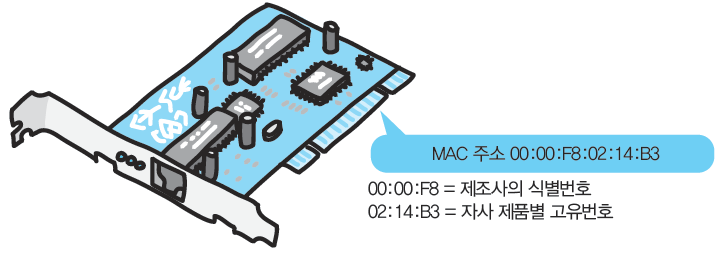 MAC 주소 00:00:F8:02:14:B3
00:00:F8 = 제조사의 식별번호
02:14:B3 = 자사 제품별 고유번호